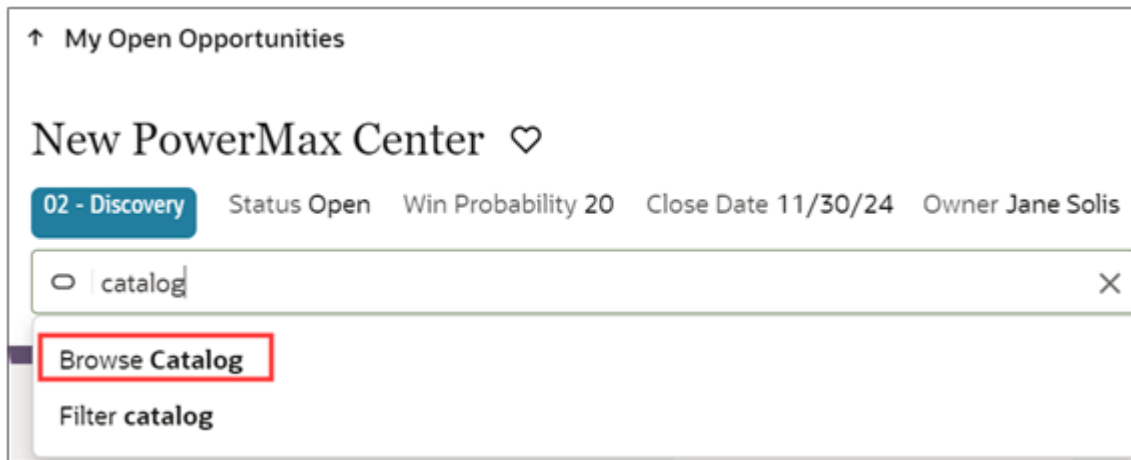 ↑ My Open Opportunities
New PowerMax Center
02 - Discovery Status Open Win Probability 20 Close Date 11/30/24 Owner Jane Solis
catalog
Browse Catalog
Filter catalog